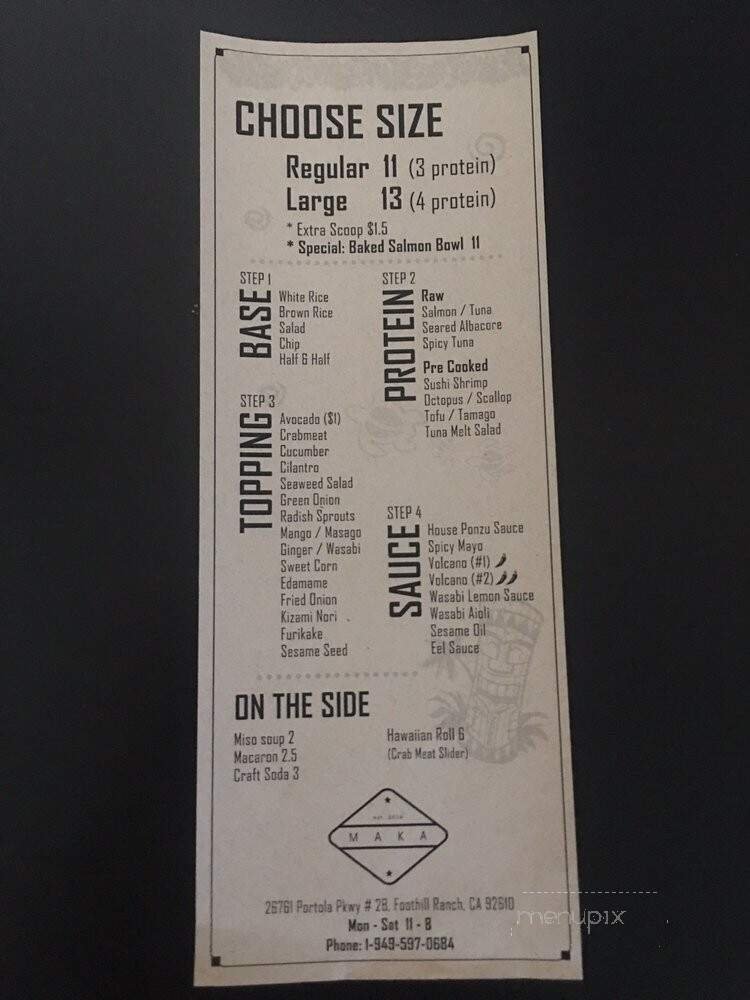 CHOOSE SIZE
Regular 11 (3 protein)
Large 13 (4 protein)
* Extra Scoop $1.5
* Special: Baked Salmon Bowl 11
STEP 1
BASE
White Rice
Brown Rice
Salad
Chip
Half & Half
STEP 2
PROTEIN
Raw
Salmon / Tuna
Seared Albacore
Spicy Tuna
Pre Cooked
Sushi Shrimp
Octopus / Scallop
Tofu / Tamago
Tuna Melt Salad
STEP 3
TOPPING
Avocado ($1)
Crabmeat
Cucumber
Cilantro
Seaweed Salad
Green Onion
Radish Sprouts
Mango / Masago
Ginger / Wasabi
Sweet Corn
Edamame
Fried Onion
Kizami Nori
Furikake
Sesame Seed
STEP 4
SAUCE
House Ponzu Sauce
Spicy Mayo
Volcano (#1)
Volcano (#2)
Wasabi Lemon Sauce
Wasabi Aioli
Sesame Oil
Eel Sauce
ON THE SIDE
Miso soup 2
Macaron 2.5
Craft Soda 3
Hawaiian Roll 6
(Crab Meat Slider)
MAKA
26761 Portola Pkwy # 2B, Foothill Ranch, CA 92610
Mon - Sat 11 - 8
Phone: 1-949-597-0684
menupix